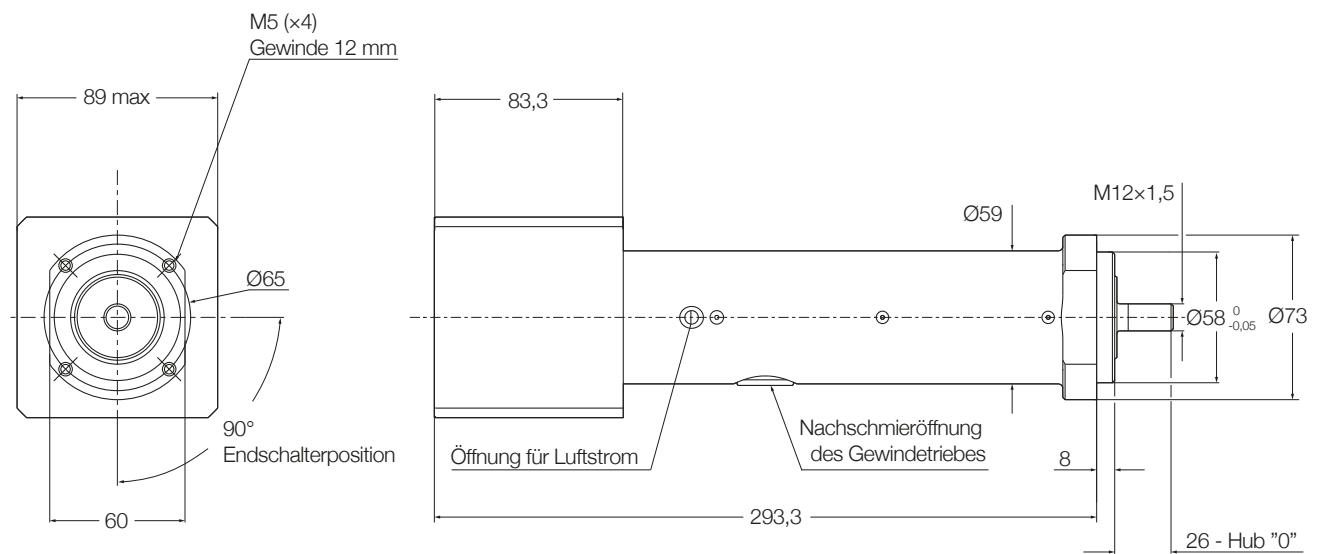 M5 (×4)
Gewinde 12 mm
89 max
83,3
M12×1,5
Ø59
Ø65
Ø58 0 -0,05
Ø73
90°
Endschalterposition
Öffnung für Luftstrom
Nachschmieröffnung
des Gewindetriebes
8
60
293,3
26 - Hub ”0”